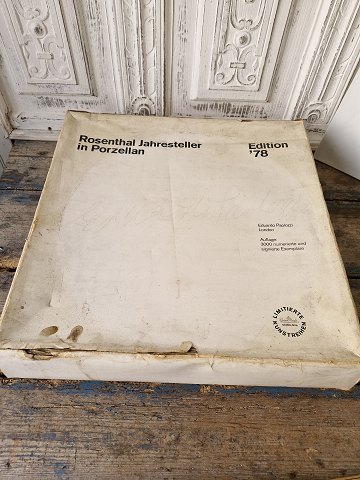 Rosenthal Jahresteller
in Porzellan
Edition
'78
Eduardo Paolozzi
London
Auflage:
3000 numerierte und
signierte Exemplare
LIMITIERTE
KUNSTREIHEN